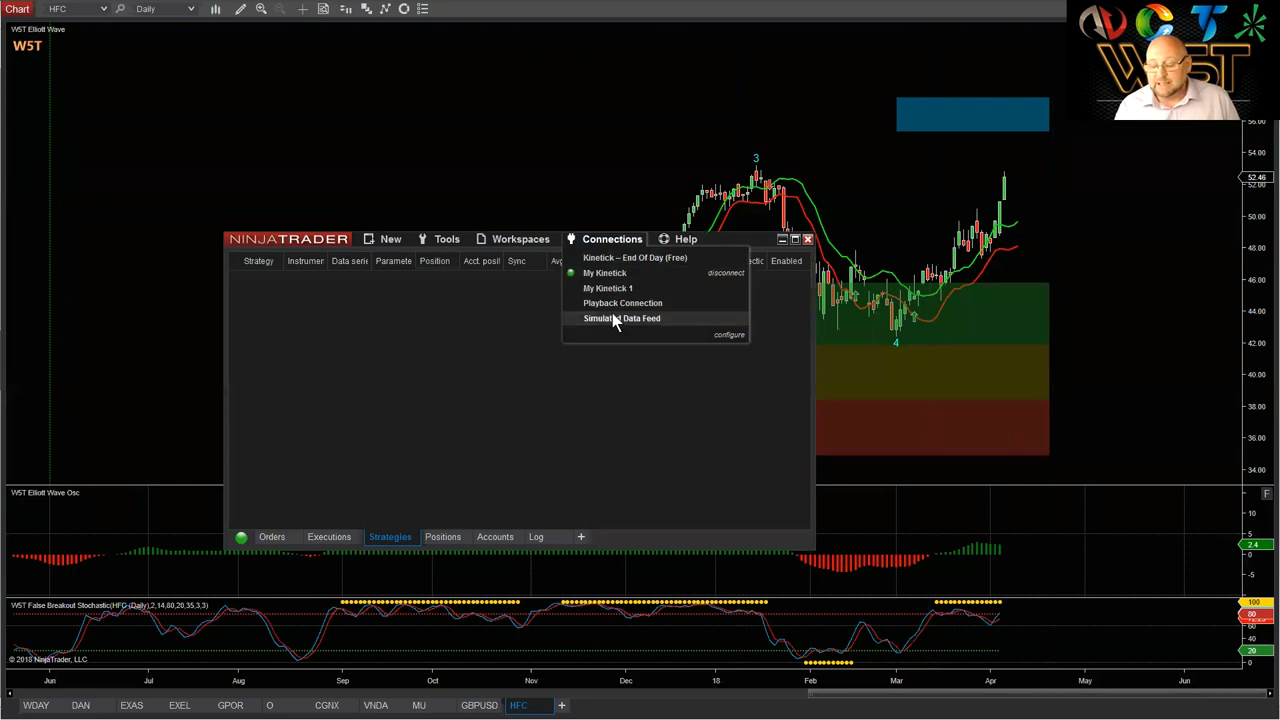 Chart HFC Daily
W5T Elliott Wave
W5T
W5T
56.00
3
54.00
52.46
52.00
50.00
NINJATRADER New Tools Workspaces Connections Help
48.00
Strategy Instrumer Data serie Paramete Position Acct. posit Sync Enabled
Kinetick – End Of Day (Free)
My Kinetick disconnect
46.00
My Kinetick 1
Playback Connection
44.00
Simulated Data Feed
configure
4
42.00
40.00
38.00
36.00
34.00
W5T Elliott Wave Osc
F
10
5
Orders Executions Strategies Positions Accounts Log +
2.4
0
-5
W5T False Breakout Stochastic(HFC (Daily),2,14,80,20,35,3,3)
100
80
60
40
20
0
© 2018 NinjaTrader, LLC
Jun Jul Aug Sep Oct Nov Dec 18 Feb Mar Apr May Jun
WDAY DAN EXAS EXEL GPOR O CGNX VNDA MU GBPUSD HFC +